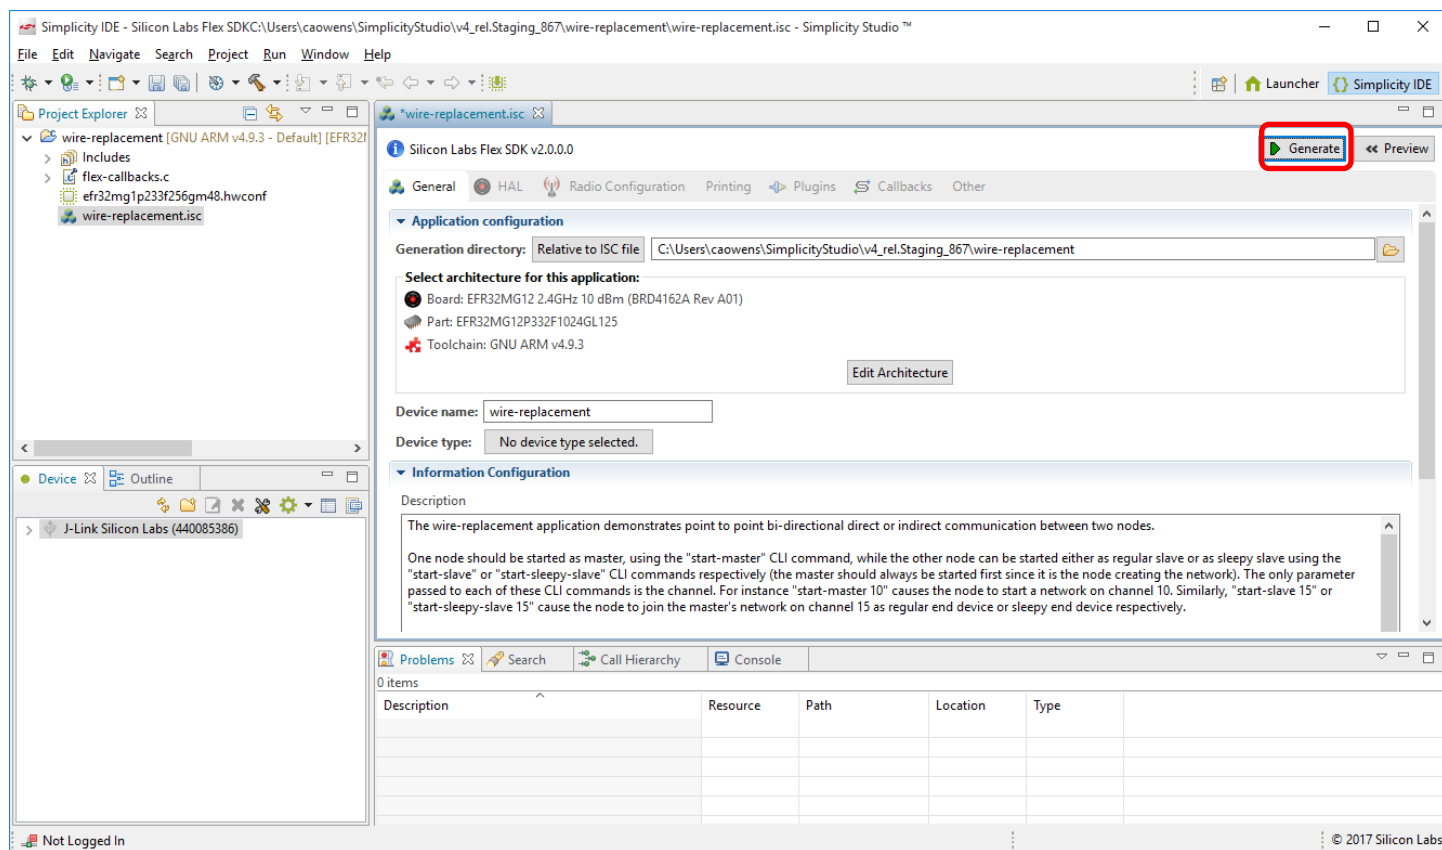 Simplicity IDE - Silicon Labs Flex SDKC:\Users\caowens\SimplicityStudio\v4_rel.Staging_867\wire-replacement\wire-replacement.isc - Simplicity Studio ™
File Edit Navigate Search Project Run Window Help
Launcher Simplicity IDE
Project Explorer
*wire-replacement.isc
wire-replacement [GNU ARM v4.9.3 - Default] [EFR32
Includes
flex-callbacks.c
efr32mg1p233f256gm48.hwconf
wire-replacement.isc
Silicon Labs Flex SDK v2.0.0.0
Generate
Preview
General HAL Radio Configuration Printing Plugins Callbacks Other
Application configuration
Generation directory: Relative to ISC file C:\Users\caowens\SimplicityStudio\v4_rel.Staging_867\wire-replacement
Select architecture for this application:
Board: EFR32MG12 2.4GHz 10 dBm (BRD4162A Rev A01)
Part: EFR32MG12P332F1024GL125
Toolchain: GNU ARM v4.9.3
Edit Architecture
Device name: wire-replacement
Device type: No device type selected.
Information Configuration
Description
The wire-replacement application demonstrates point to point bi-directional direct or indirect communication between two nodes.
One node should be started as master, using the "start-master" CLI command, while the other node can be started either as regular slave or as sleepy slave using the
"start-slave" or "start-sleepy-slave" CLI commands respectively (the master should always be started first since it is the node creating the network). The only parameter
passed to each of these CLI commands is the channel. For instance "start-master 10" causes the node to start a network on channel 10. Similarly, "start-slave 15" or
"start-sleepy-slave 15" cause the node to join the master's network on channel 15 as regular end device or sleepy end device respectively.
Device Outline
J-Link Silicon Labs (440085386)
Problems Search Call Hierarchy Console
0 items
Description Resource Path Location Type
Not Logged In
© 2017 Silicon Labs